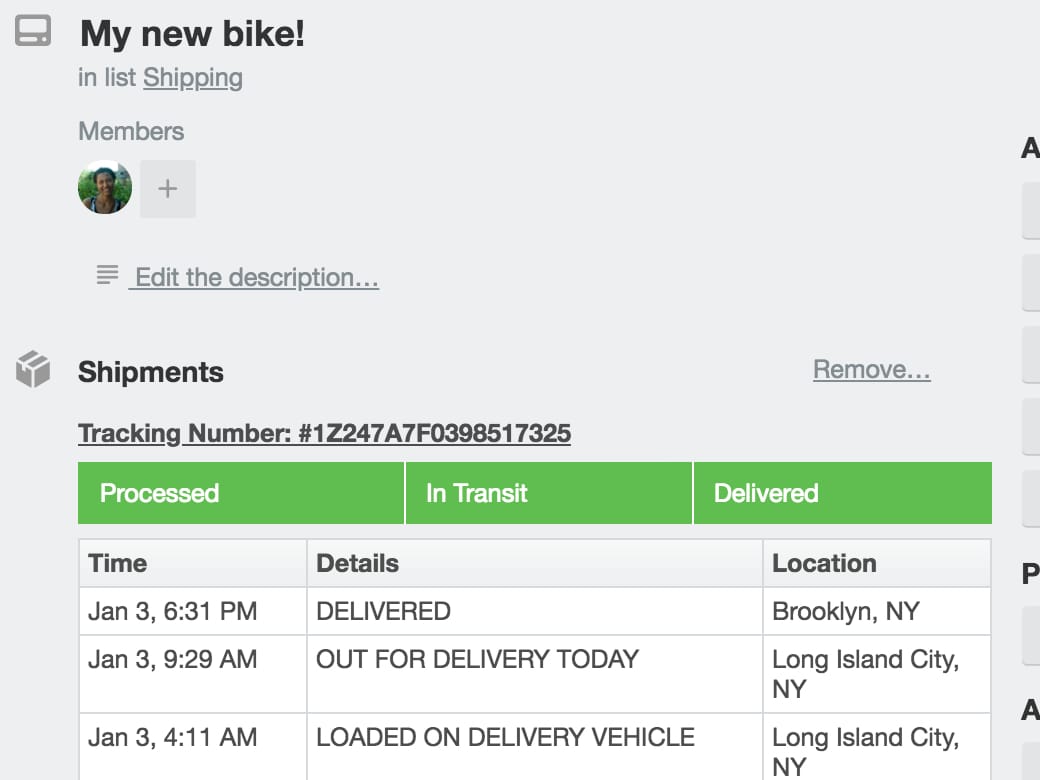 My new bike!
in list Shipping
Members
+
Edit the description...
Shipments
Remove...
Tracking Number: #1Z247A7F0398517325
Processed
In Transit
Delivered
Time Details Location
Jan 3, 6:31 PM DELIVERED Brooklyn, NY
Jan 3, 9:29 AM OUT FOR DELIVERY TODAY Long Island City,
NY
Jan 3, 4:11 AM LOADED ON DELIVERY VEHICLE Long Island City,
NY
A
P
A